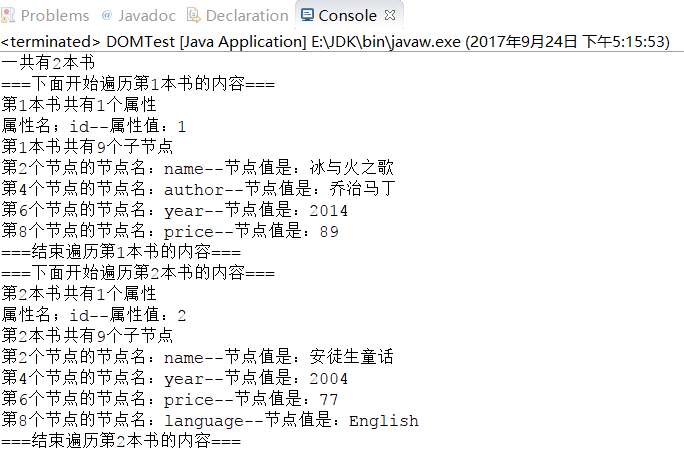 Problems @ Javadoc Declaration Console
<terminated> DOMTest [Java Application] E:\JDK\bin\javaw.exe (2017年9月24日 下午5:15:53)
一共有2本书
===下面开始遍历第1本书的内容===
第1本书共有1个属性
属性名；id--属性值：1
第1本书共有9个子节点
第2个节点的节点名：name--节点值是：冰与火之歌
第4个节点的节点名：author--节点值是：乔治马丁
第6个节点的节点名：year--节点值是：2014
第8个节点的节点名：price--节点值是：89
===结束遍历第1本书的内容===
===下面开始遍历第2本书的内容===
第2本书共有1个属性
属性名；id--属性值：2
第2本书共有9个子节点
第2个节点的节点名：name--节点值是：安徒生童话
第4个节点的节点名：year--节点值是：2004
第6个节点的节点名：price--节点值是：77
第8个节点的节点名：language--节点值是：English
===结束遍历第2本书的内容===